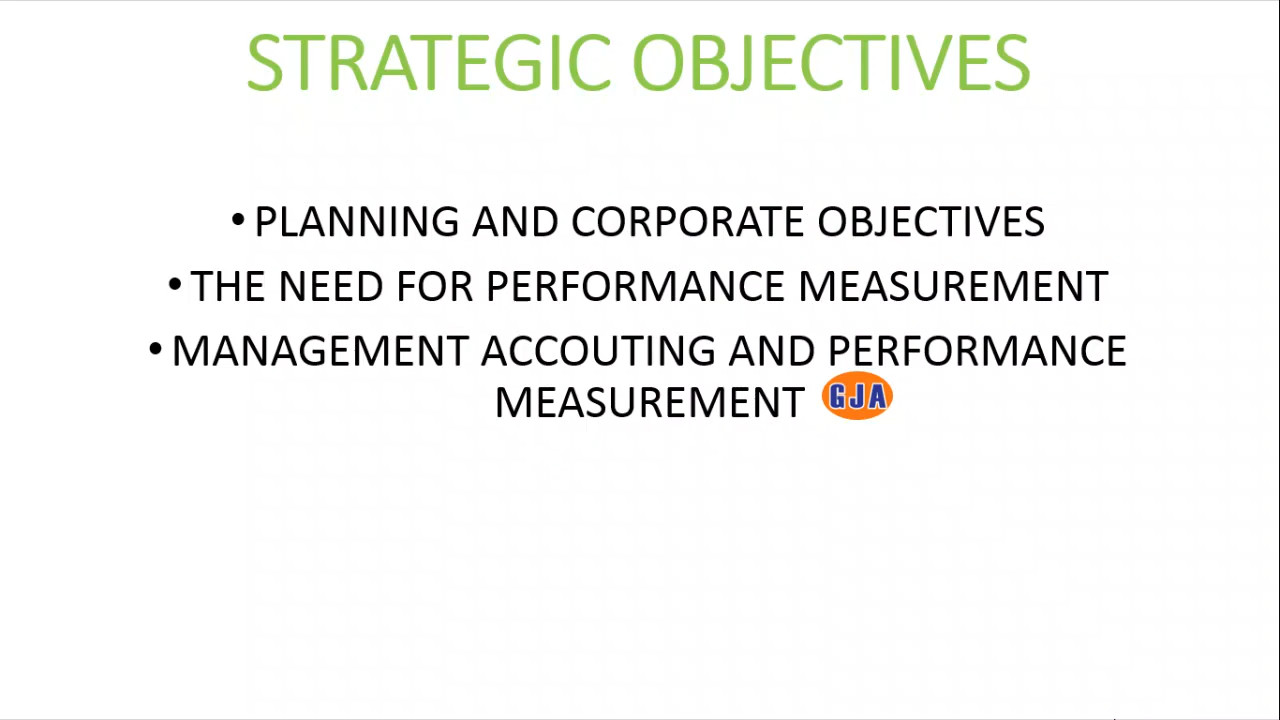 STRATEGIC OBJECTIVES
• PLANNING AND CORPORATE OBJECTIVES
• THE NEED FOR PERFORMANCE MEASUREMENT
• MANAGEMENT ACCOUTING AND PERFORMANCE
MEASUREMENT GJA